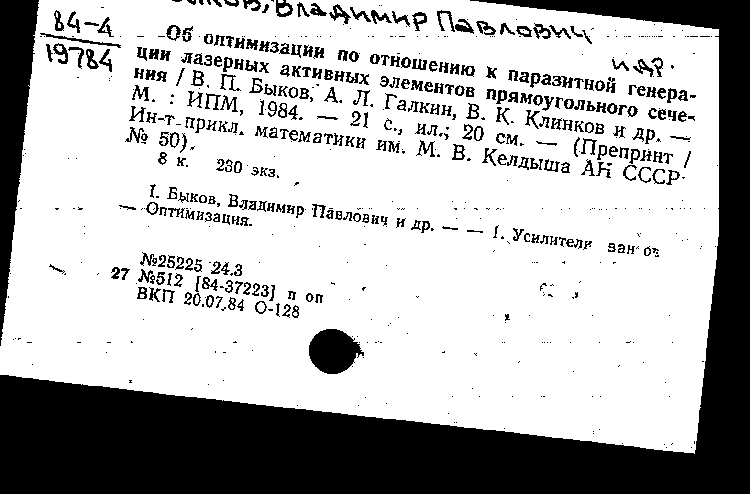 Быков, Владимир Павлович
и др.
84-4
19784
Об оптимизации по отношению к паразитной генера-
ции лазерных активных элементов прямоугольного сече-
ния / В. П. Быков, А. Л. Галкин, В. К. Клинков и др. —
М. : ИПМ, 1984. — 21 с., ил.; 20 см. — (Препринт /
Ин-т прикл. математики им. М. В. Келдыша АН СССР
№ 50).
8 к. 230 экз.
I. Быков, Владимир Павлович и др. — — 1. Усилители
— Оптимизация.
№25225 24.3
27 №512 [84-37223] п оп
ВКП 20.07.84 О-128